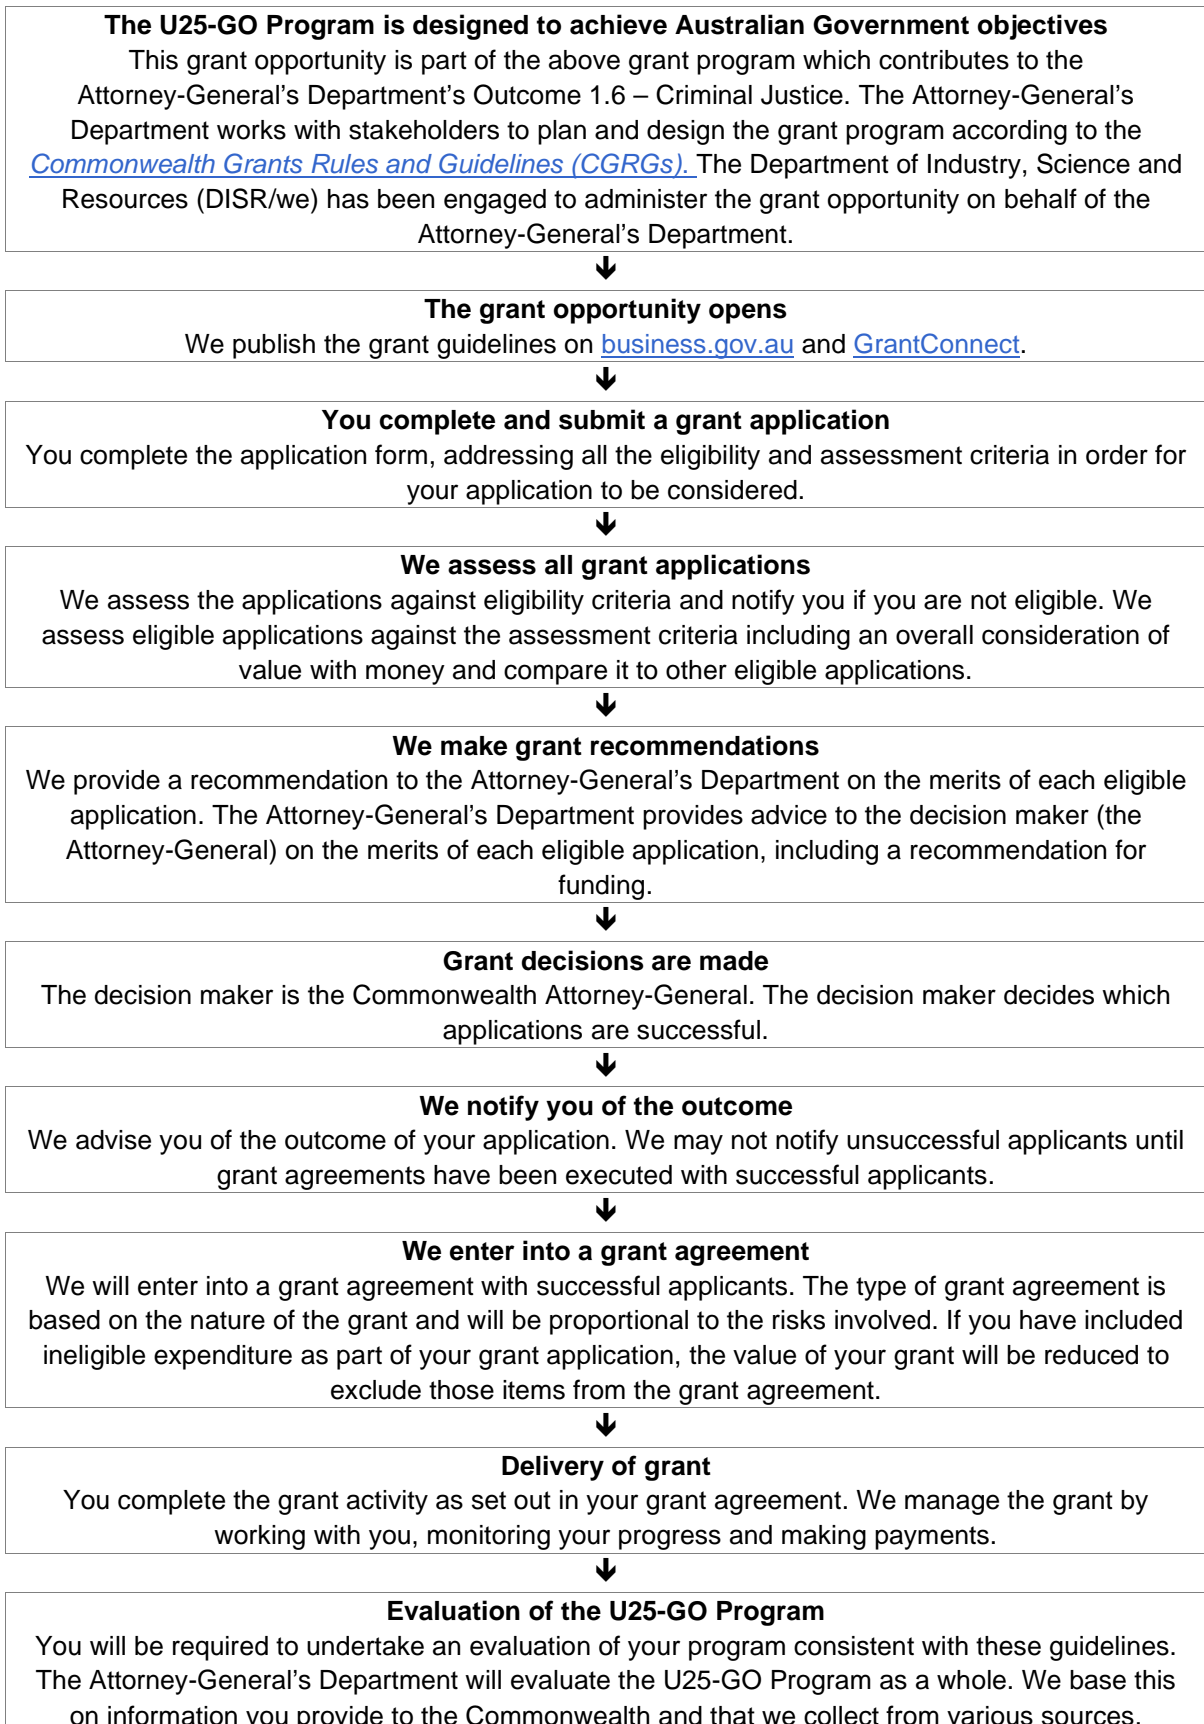 The U25-GO Program is designed to achieve Australian Government objectives
This grant opportunity is part of the above grant program which contributes to the
Attorney-General’s Department’s Outcome 1.6 – Criminal Justice. The Attorney-General’s
Department works with stakeholders to plan and design the grant program according to the
Commonwealth Grants Rules and Guidelines (CGRGs). The Department of Industry, Science and
Resources (DISR/we) has been engaged to administer the grant opportunity on behalf of the
Attorney-General’s Department.
The grant opportunity opens
We publish the grant guidelines on business.gov.au and GrantConnect.
You complete and submit a grant application
You complete the application form, addressing all the eligibility and assessment criteria in order for
your application to be considered.
We assess all grant applications
We assess the applications against eligibility criteria and notify you if you are not eligible. We
assess eligible applications against the assessment criteria including an overall consideration of
value with money and compare it to other eligible applications.
We make grant recommendations
We provide a recommendation to the Attorney-General’s Department on the merits of each eligible
application. The Attorney-General’s Department provides advice to the decision maker (the
Attorney-General) on the merits of each eligible application, including a recommendation for
funding.
Grant decisions are made
The decision maker is the Commonwealth Attorney-General. The decision maker decides which
applications are successful.
We notify you of the outcome
We advise you of the outcome of your application. We may not notify unsuccessful applicants until
grant agreements have been executed with successful applicants.
We enter into a grant agreement
We will enter into a grant agreement with successful applicants. The type of grant agreement is
based on the nature of the grant and will be proportional to the risks involved. If you have included
ineligible expenditure as part of your grant application, the value of your grant will be reduced to
exclude those items from the grant agreement.
Delivery of grant
You complete the grant activity as set out in your grant agreement. We manage the grant by
working with you, monitoring your progress and making payments.
Evaluation of the U25-GO Program
You will be required to undertake an evaluation of your program consistent with these guidelines.
The Attorney-General’s Department will evaluate the U25-GO Program as a whole. We base this
on information you provide to the Commonwealth and that we collect from various sources.